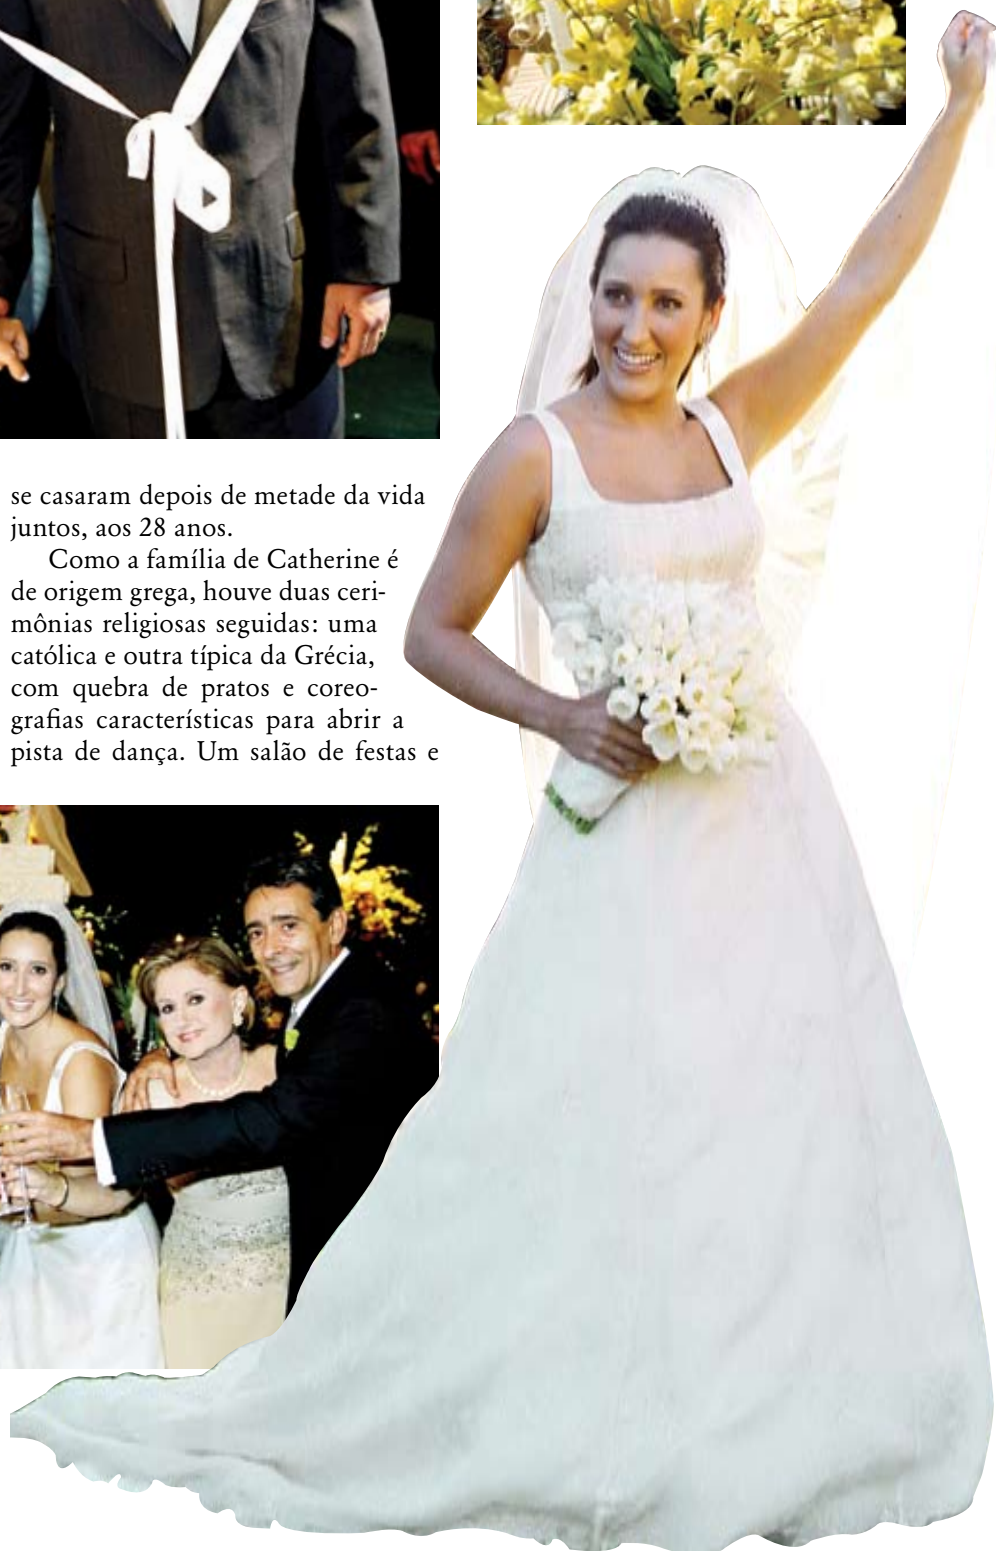 se casaram depois de metade da vida
juntos, aos 28 anos.
Como a família de Catherine é
de origem grega, houve duas ceri-
mônias religiosas seguidas: uma
católica e outra típica da Grécia,
com quebra de pratos e coreo-
grafias características para abrir a
pista de dança. Um salão de festas e